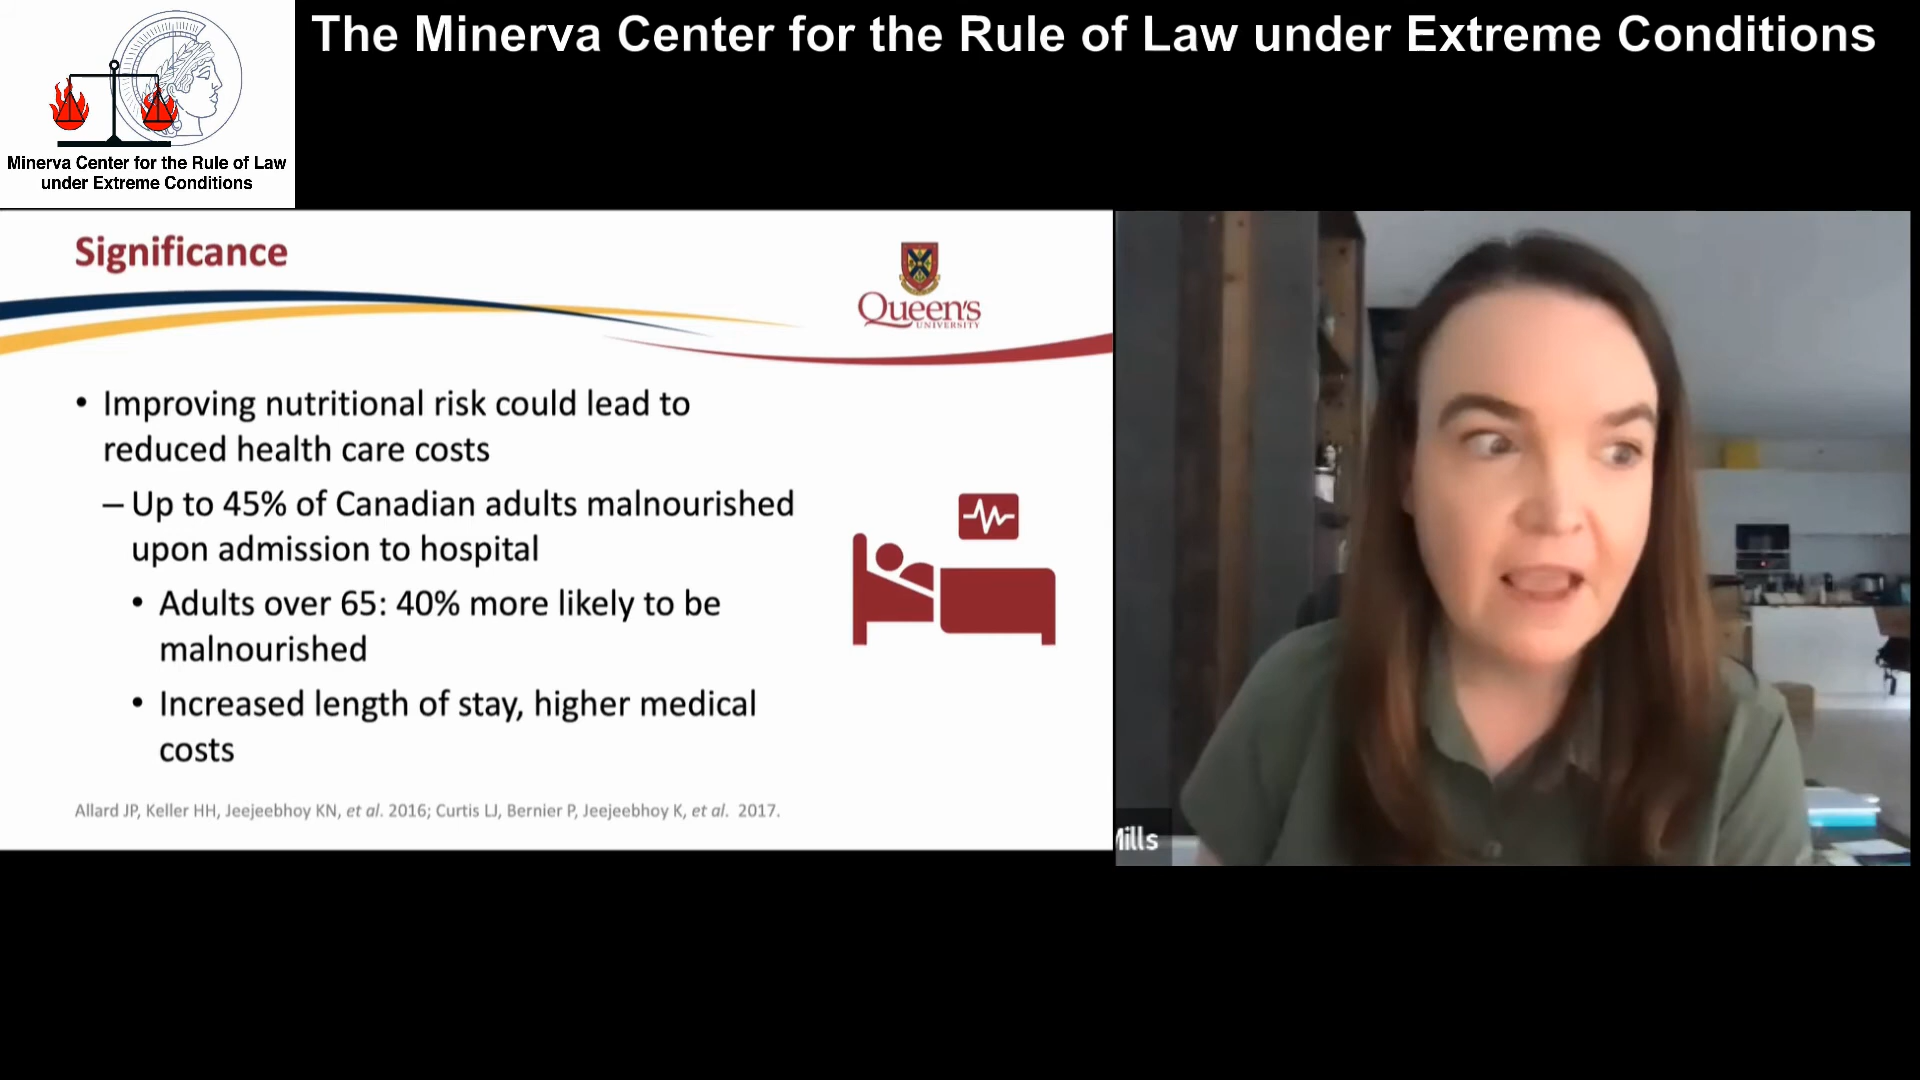 The Minerva Center for the Rule of Law under Extreme Conditions
Minerva Center for the Rule of Law
under Extreme Conditions
Significance
Queen's
UNIVERSITY
• Improving nutritional risk could lead to
reduced health care costs
– Up to 45% of Canadian adults malnourished
upon admission to hospital
• Adults over 65: 40% more likely to be
malnourished
• Increased length of stay, higher medical
costs
Allard JP, Keller HH, Jeejeebhoy KN, et al. 2016; Curtis LJ, Bernier P, Jeejeebhoy K, et al. 2017.
Mills